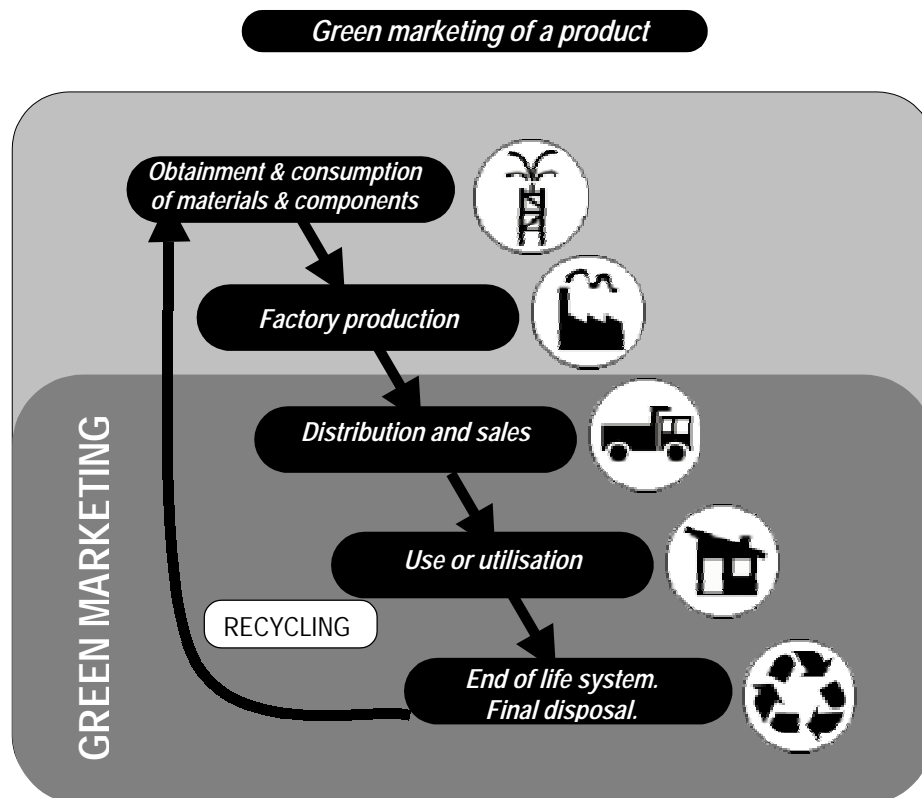 Green marketing of a product
Obtainment & consumption
of materials & components
Factory production
Distribution and sales
Use or utilisation
RECYCLING
End of life system.
Final disposal.
GREEN MARKETING